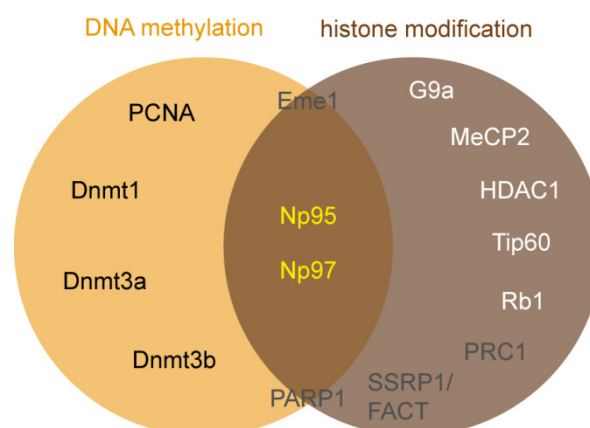 DNA methylation
histone modification
PCNA
Eme1
G9a
MeCP2
Dnmt1
HDAC1
Np95
Tip60
Np97
Dnmt3a
Rb1
Dnmt3b
PRC1
PARP1
SSRP1/
FACT